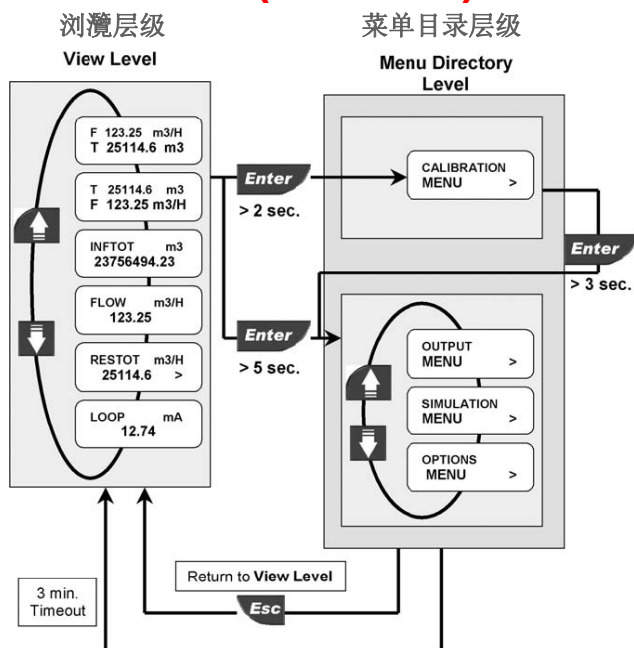 浏灠层级
View Level
F 123.25 m3/H
T 25114.6 m3
T 25114.6 m3
F 123.25 m3/H
INFTOT m3
23756494.23
FLOW m3/H
123.25
RESTOT m3/H
25114.6 >
LOOP mA
12.74
Enter
> 2 sec.
Enter
> 5 sec.
菜单目录层级
Menu Directory
Level
CALIBRATION
MENU >
Enter
> 3 sec.
OUTPUT
MENU >
SIMULATION
MENU >
OPTIONS
MENU >
Return to View Level
Esc
3 min.
Timeout